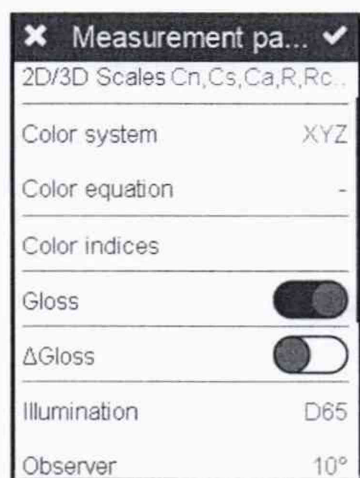 ✖ Measurement pa... ✔
2D/3D Scales Cn,Cs,Ca,R,Rc..
Color system XYZ
Color equation -
Color indices
Gloss
ΔGloss
Illumination D65
Observer 10°